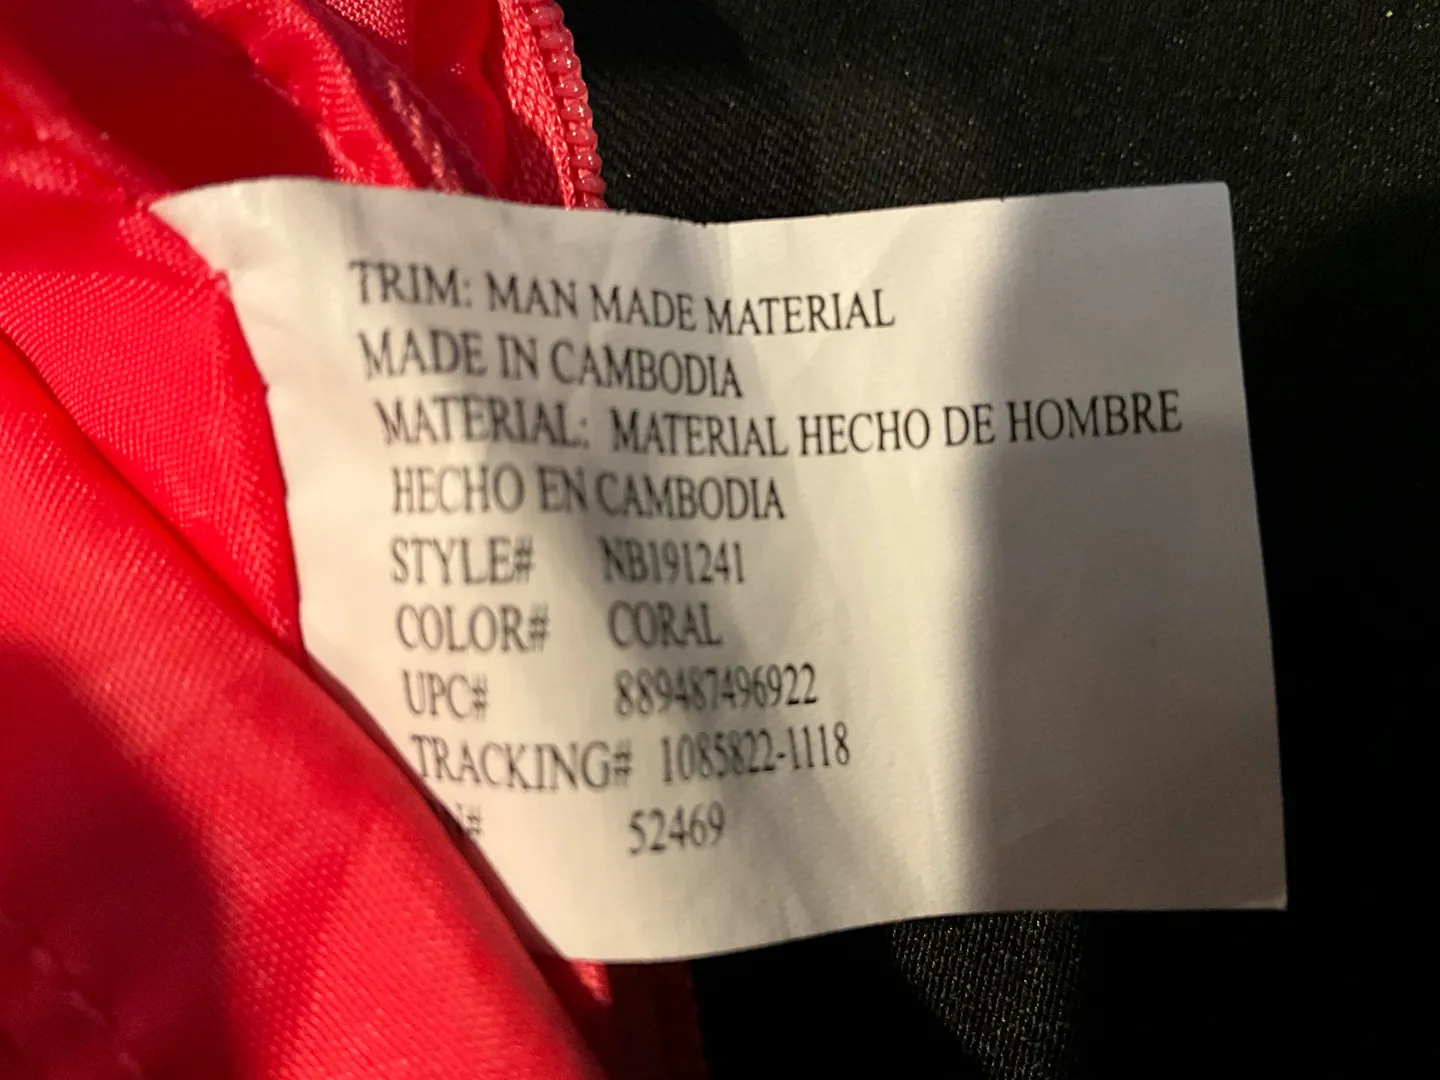 TRIM: MAN MADE MATERIAL
MADE IN CAMBODIA
MATERIAL: MATERIAL HECHO DE HOMBRE
HECHO EN CAMBODIA
STYLE# NB191241
COLOR# CORAL
UPC# 889487496922
TRACKING# 1085822-1118
52469